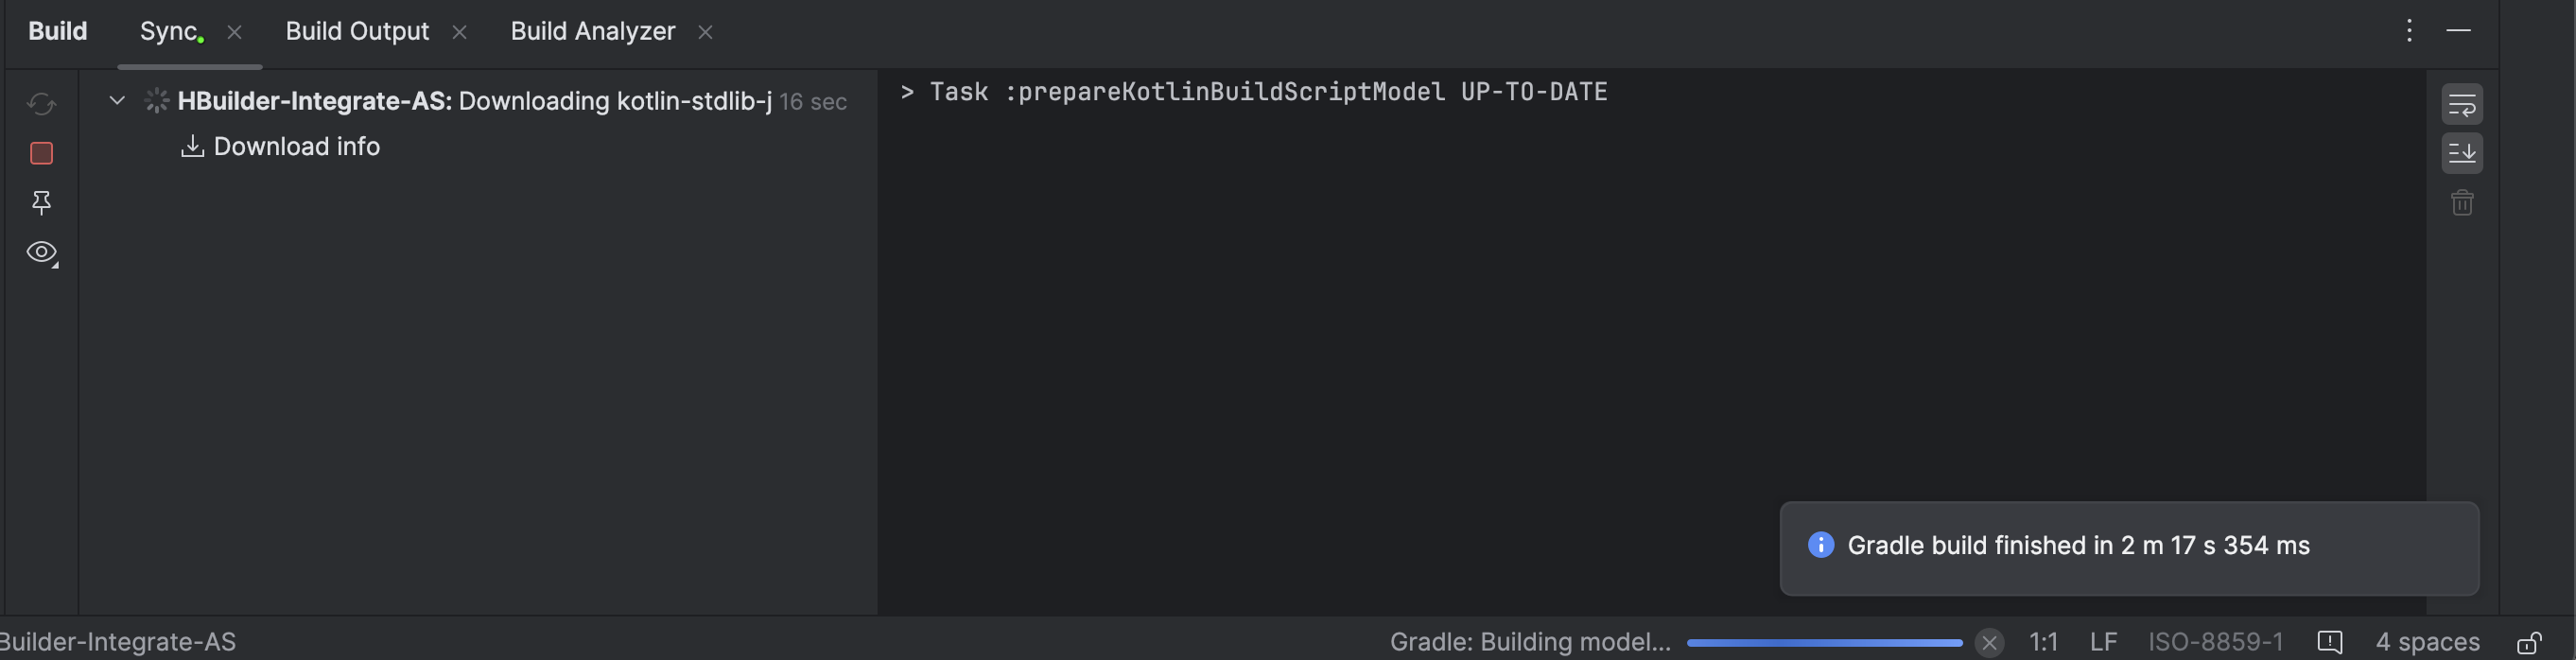 Build Sync Build Output Build Analyzer
HBuilder-Integrate-AS: Downloading kotlin-stdlib-j 16 sec
Download info
> Task :prepareKotlinBuildScriptModel UP-TO-DATE
Gradle build finished in 2 m 17 s 354 ms
Builder-Integrate-AS Gradle: Building model... 1:1 LF ISO-8859-1 4 spaces